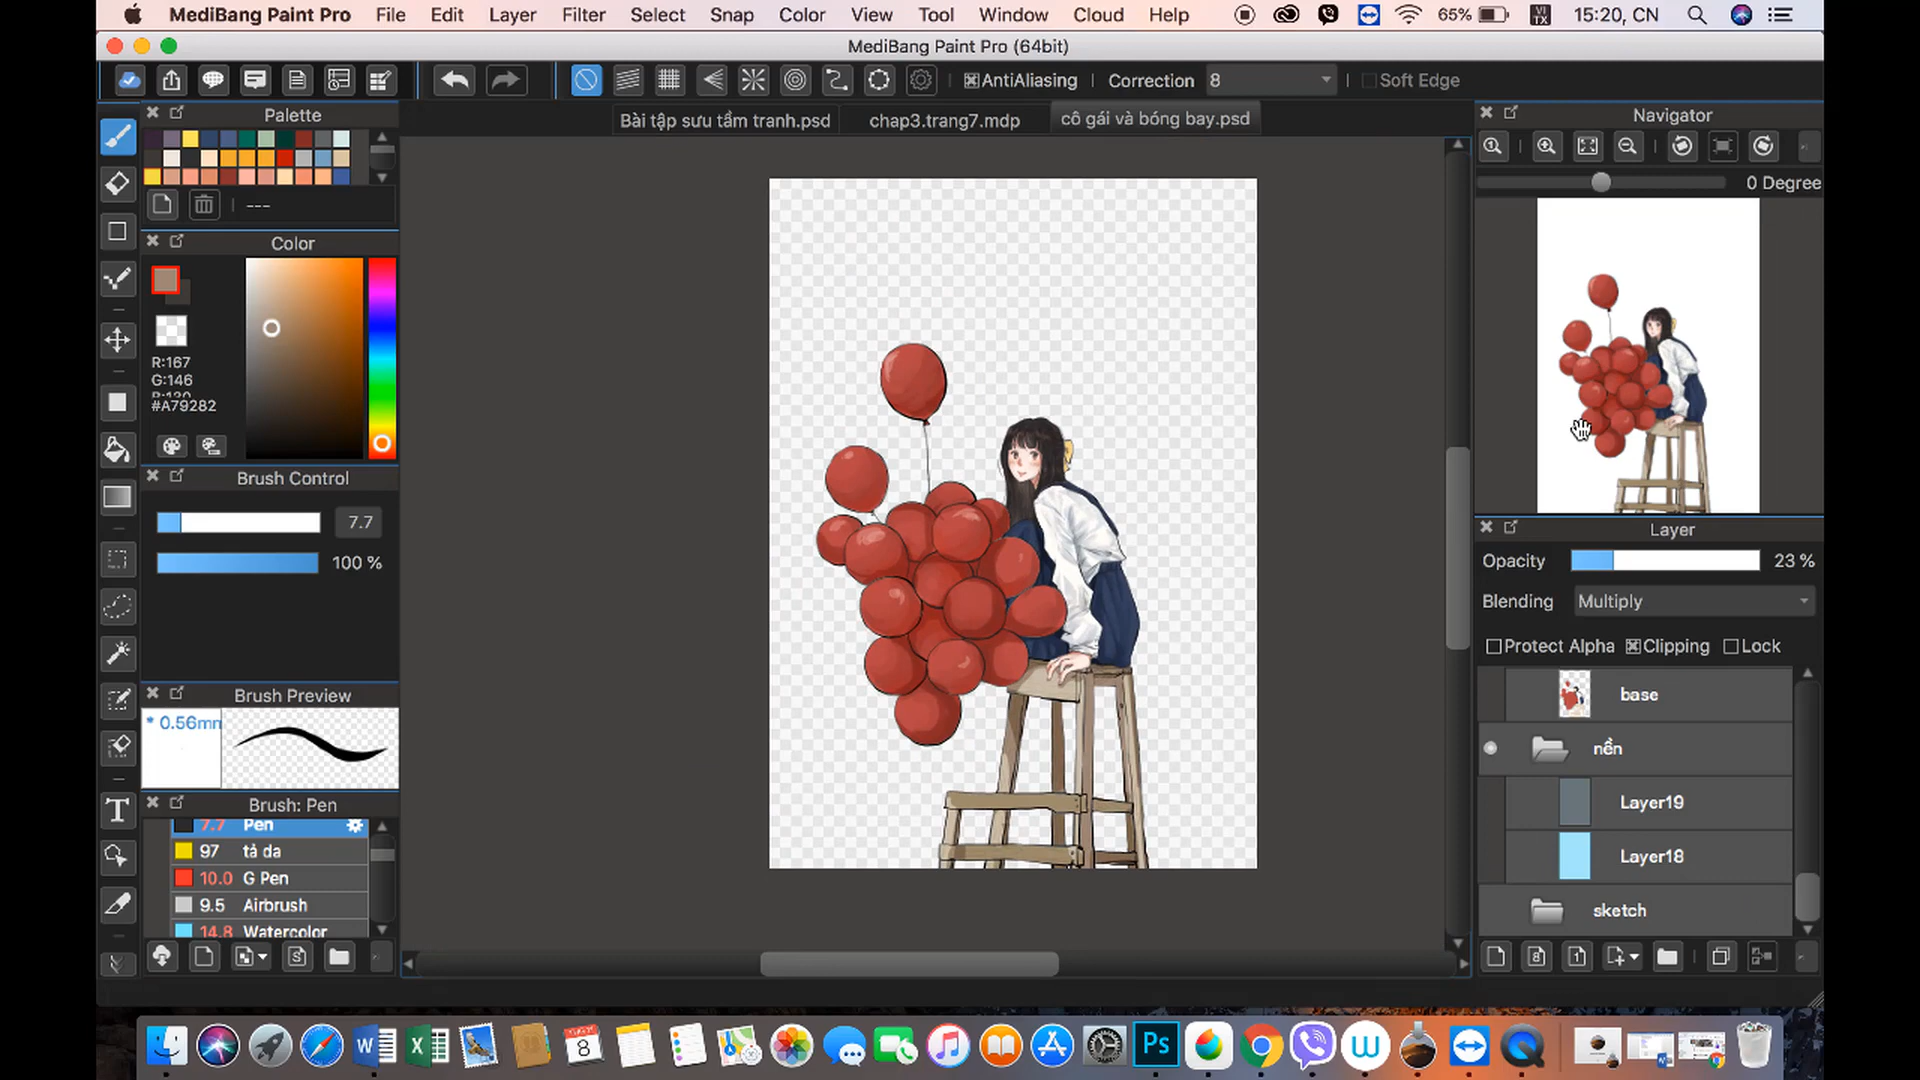 MediBang Paint Pro File Edit Layer Filter Select Snap Color View Tool Window Cloud Help 65% VI TX 15:20, CN
MediBang Paint Pro (64bit)
AntiAliasing Correction 8 Soft Edge
Palette
Bài tập sưu tầm tranh.psd chap3.trang7.mdp cô gái và bóng bay.psd
Navigator
0 Degree
---
Color
R:167
G:146
#A79282
Brush Control
7.7
100 %
Brush Preview
* 0.56mm
Brush: Pen
7.7 Pen
97 tả da
10.0 G Pen
9.5 Airbrush
14.8 Watercolor
Layer
Opacity 23 %
Blending Multiply
Protect Alpha Clipping Lock
base
nền
Layer19
Layer18
sketch
8
Ps